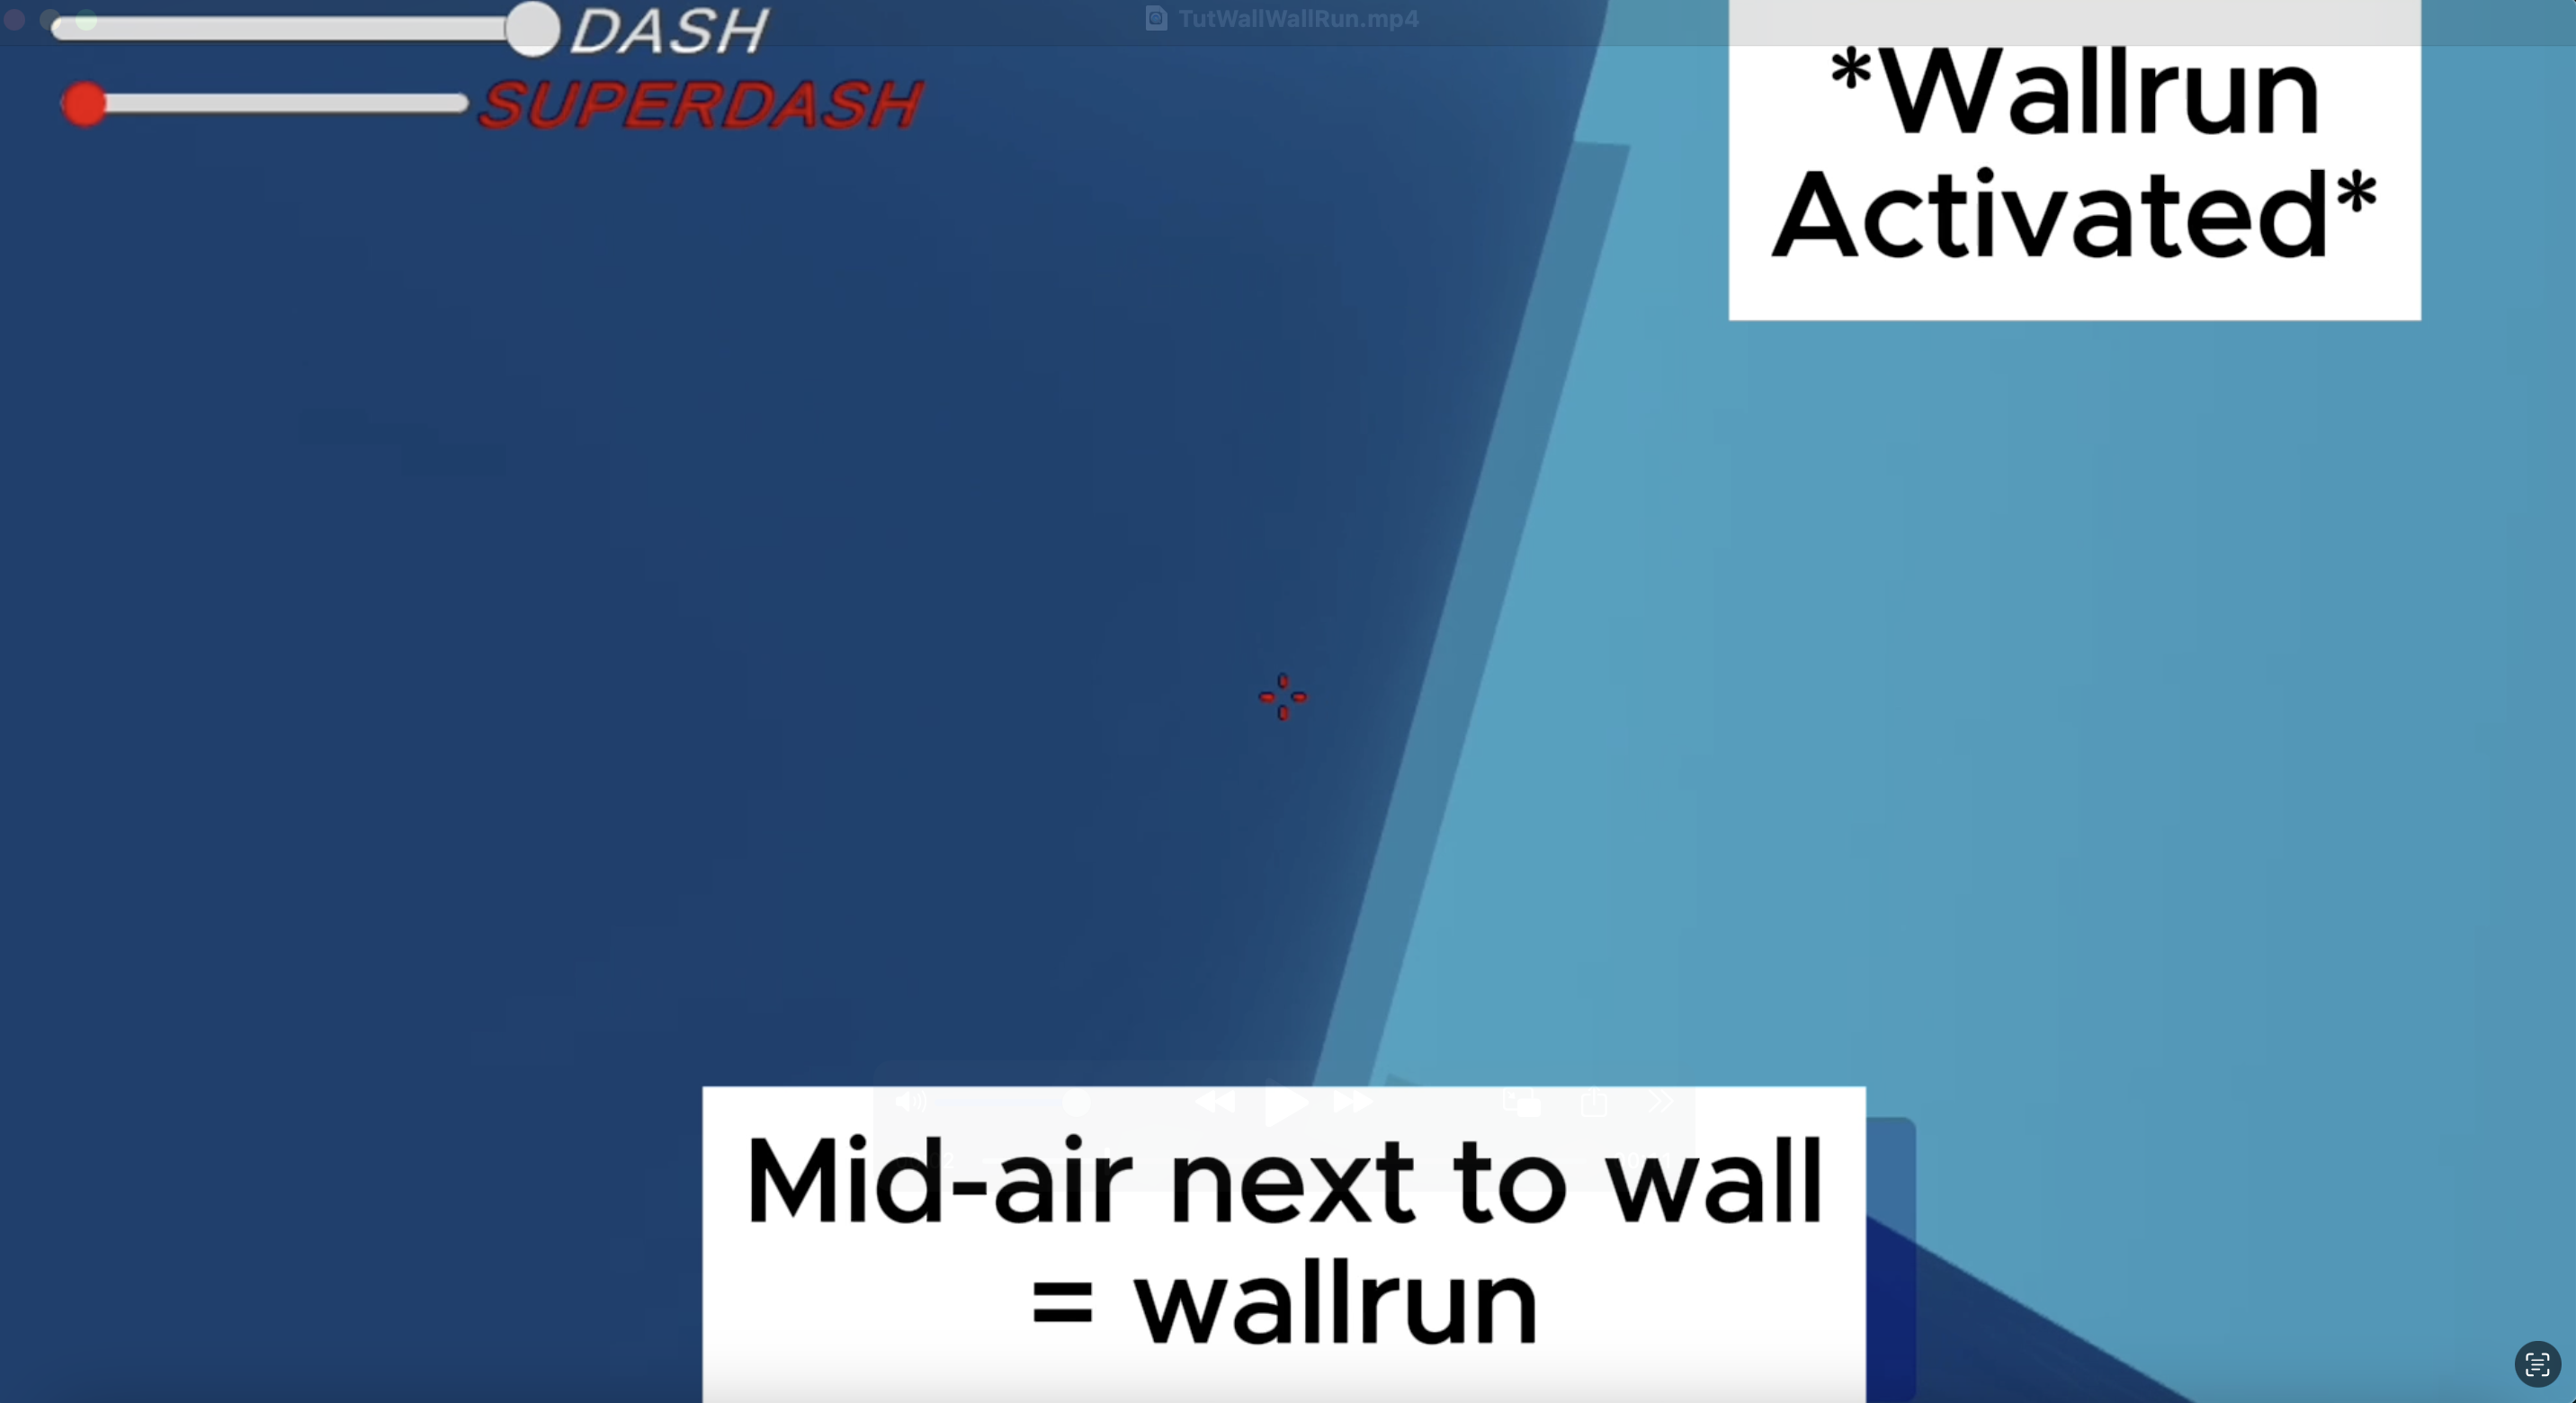 TutWallWallRun.mp4
DASH
SUPERDASH
*Wallrun
Activated*
Mid-air next to wall
= wallrun